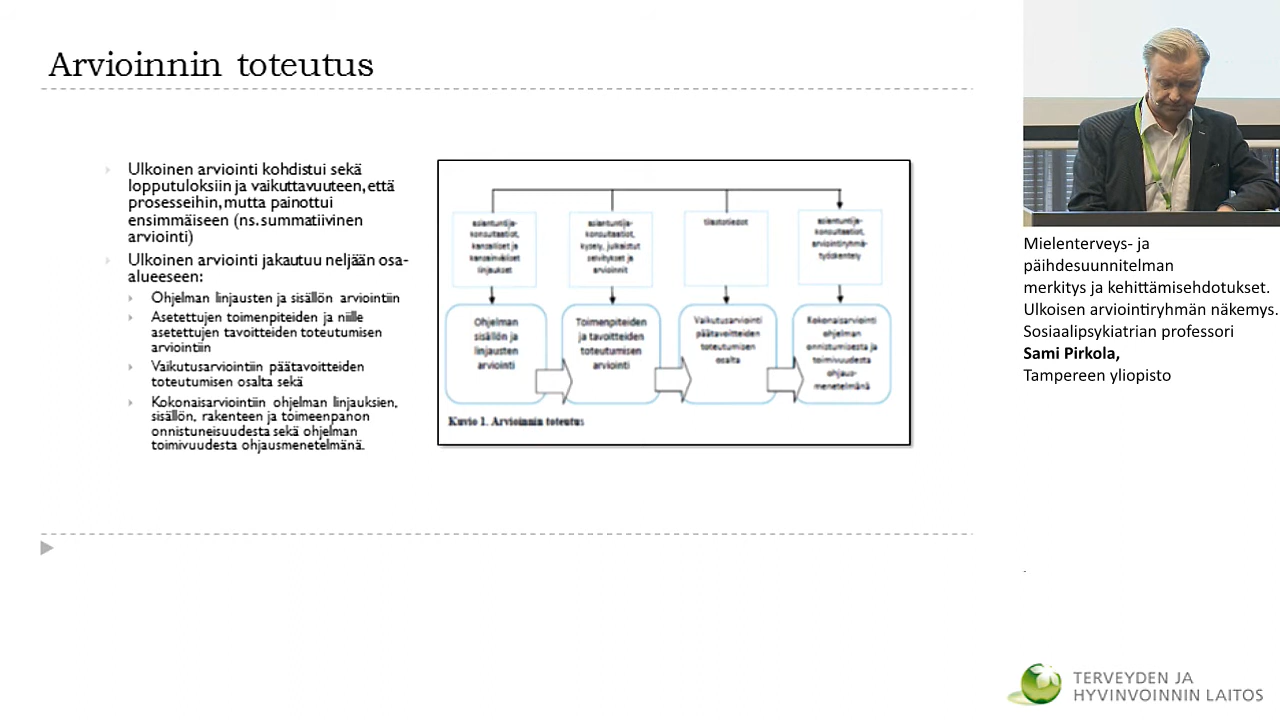 Arvioinnin toteutus
Ulkoinen arviointi kohdistui sekä
lopputuloksiin ja vaikuttavuuteen, että
prosesseihin, mutta painottui
ensimmäiseen (ns. summatiivinen
arviointi)
Ulkoinen arviointi jakautuu neljään osa-
alueeseen:
Ohjelman linjausten ja sisällön arviointiin
Asetettujen toimenpiteiden ja niille
asetettujen tavoitteiden toteutumisen
arviointiin
Vaikutusarviointiin päätavoitteiden
toteutumisen osalta sekä
Kokonaisarviointiin ohjelman linjauksien,
sisällön, rakenteen ja toimeenpanon
onnistuneisuudesta sekä ohjelman
toimivuudesta ohjausmenetelmänä.
asiantuntija-
konsultaatiot,
kansalliset ja
kansainväliset
linjaukset
asiantuntija-
konsultaatiot,
kysely, julkaistut
selvitykset ja
arvioinnit
tilastotiedot
asiantuntija-
konsultaatiot,
arviointiryhmä-
työskentely
Ohjelman
sisällön ja
linjausten
arviointi
Toimenpiteiden
ja tavoitteiden
toteutumisen
arviointi
Vaikutusarviointi
päätavoitteiden
toteutumisen
osalta
Kokonaisarviointi
ohjelman
onnistumisesta ja
toimivuudesta
ohjaus-
menetelmänä
Kuvio 1. Arvioinnin toteutus
Mielenterveys- ja
päihdesuunnitelman
merkitys ja kehittämisehdotukset.
Ulkoisen arviointiryhmän näkemys.
Sosiaalipsykiatrian professori
Sami Pirkola,
Tampereen yliopisto
TERVEYDEN JA
HYVINVOINNIN LAITOS